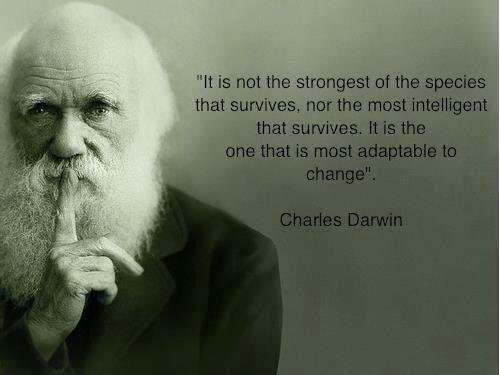 "It is not the strongest of the species
that survives, nor the most intelligent
that survives. It is the
one that is most adaptable to
change".
Charles Darwin